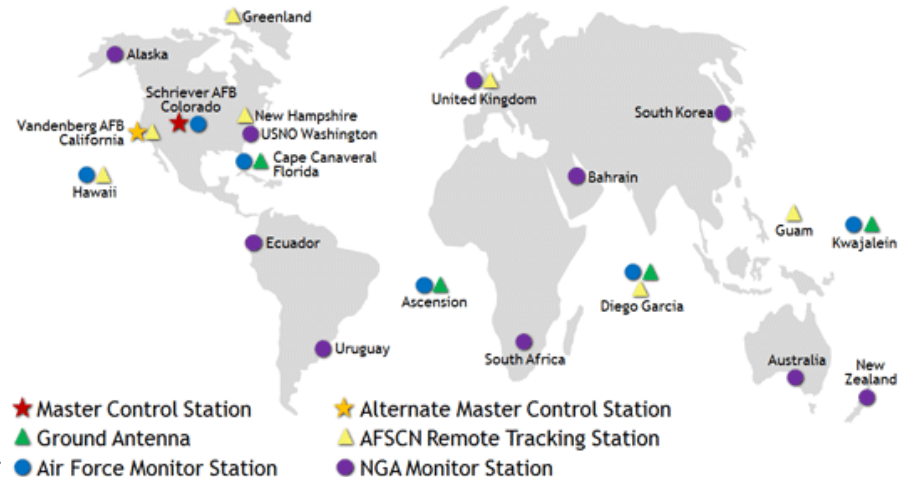 Greenland
Alaska
Schriever AFB
Colorado
Vandenberg AFB
California
New Hampshire
USNO Washington
Cape Canaveral
Florida
Hawaii
United Kingdom
South Korea
Bahrain
Guam
Kwajalein
Ecuador
Ascension
Diego Garcia
Uruguay
South Africa
Australia
New
Zealand
Master Control Station
Alternate Master Control Station
Ground Antenna
AFSCN Remote Tracking Station
Air Force Monitor Station
NGA Monitor Station